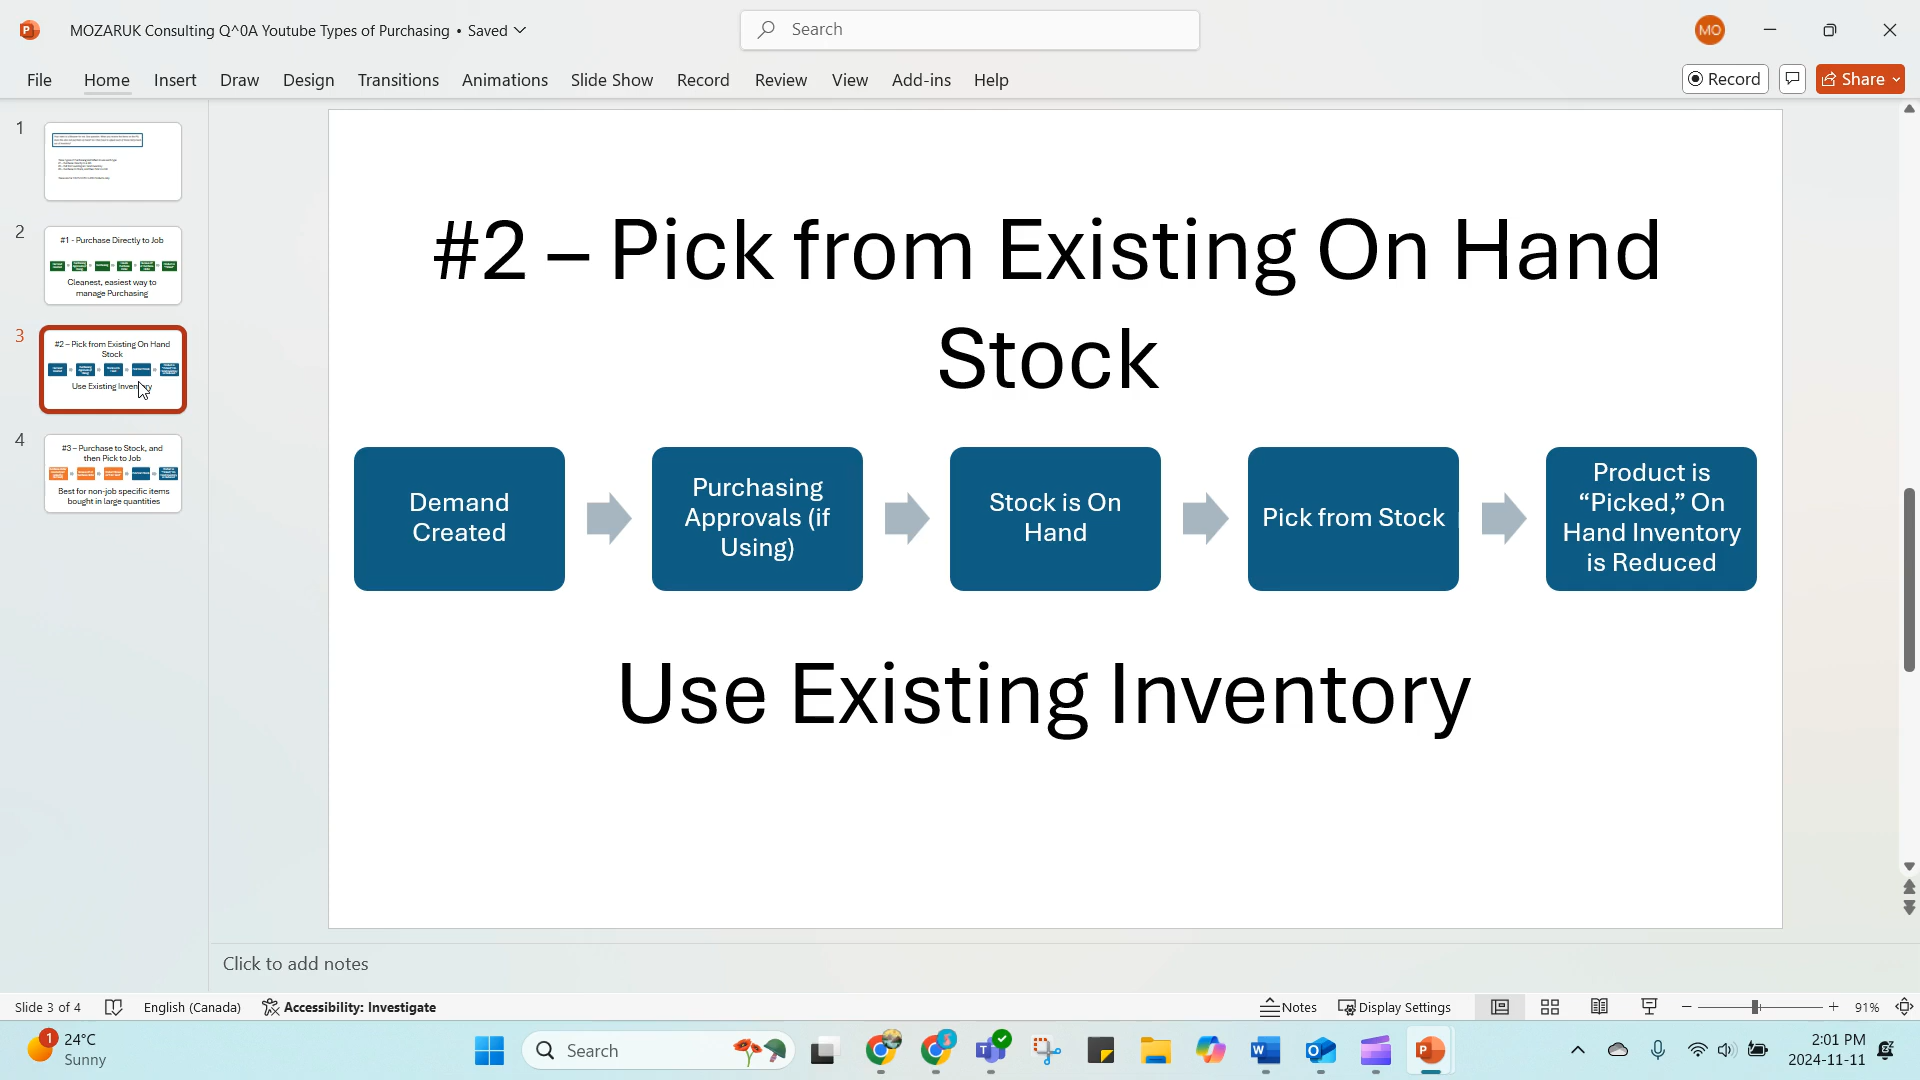 MOZARUK Consulting Q^0A Youtube Types of Purchasing • Saved
Search
MO
File Home Insert Draw Design Transitions Animations Slide Show Record Review View Add-ins Help
Record
Share
1
2
#1 - Purchase Directly to Job
Cleanest, easiest way to
manage Purchasing
3
#2 – Pick from Existing On Hand
Stock
Use Existing Inventory
4
#3 – Purchase to Stock, and
then Pick to Job
Best for non-job specific items
bought in large quantities
#2 – Pick from Existing On Hand
Stock
Demand
Created
Purchasing
Approvals (if
Using)
Stock is On
Hand
Pick from Stock
Product is
“Picked,” On
Hand Inventory
is Reduced
Use Existing Inventory
Click to add notes
Slide 3 of 4
English (Canada)
Accessibility: Investigate
Notes
Display Settings
91%
1
24°C
Sunny
Search
2:01 PM
2024-11-11